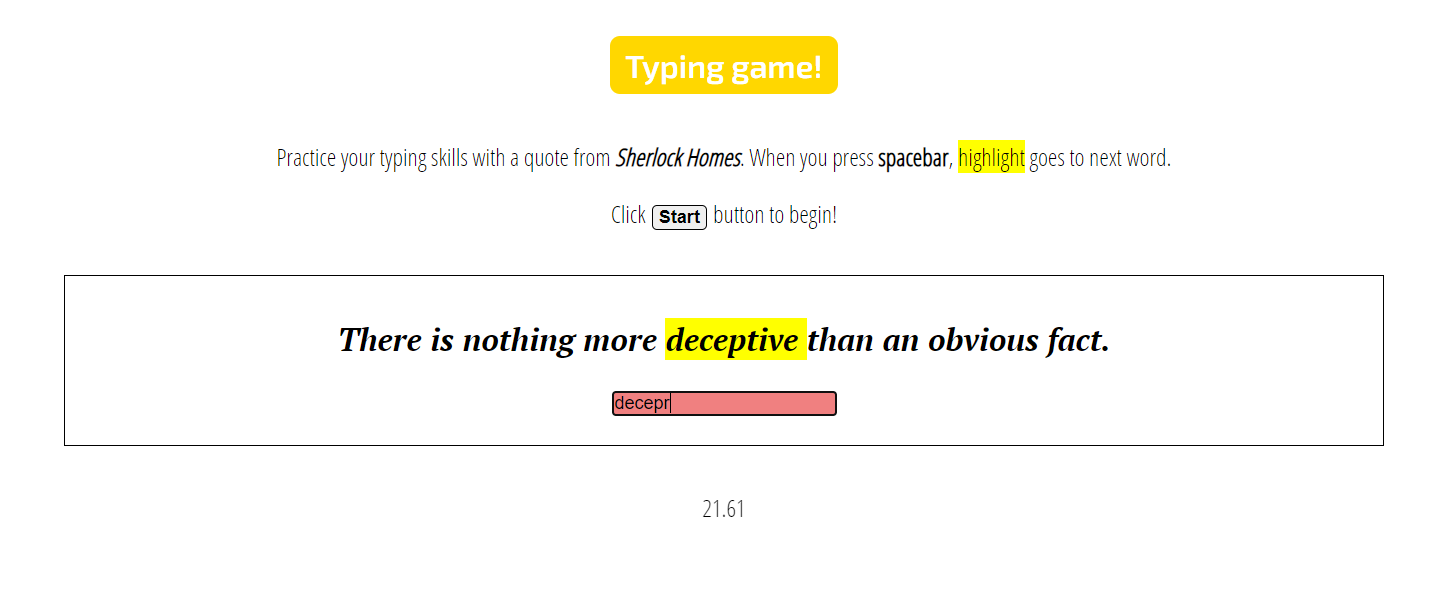 Typing game!
Practice your typing skills with a quote from Sherlock Homes. When you press spacebar, highlight goes to next word.
Click Start button to begin!
There is nothing more deceptive than an obvious fact.
decepr
21.61